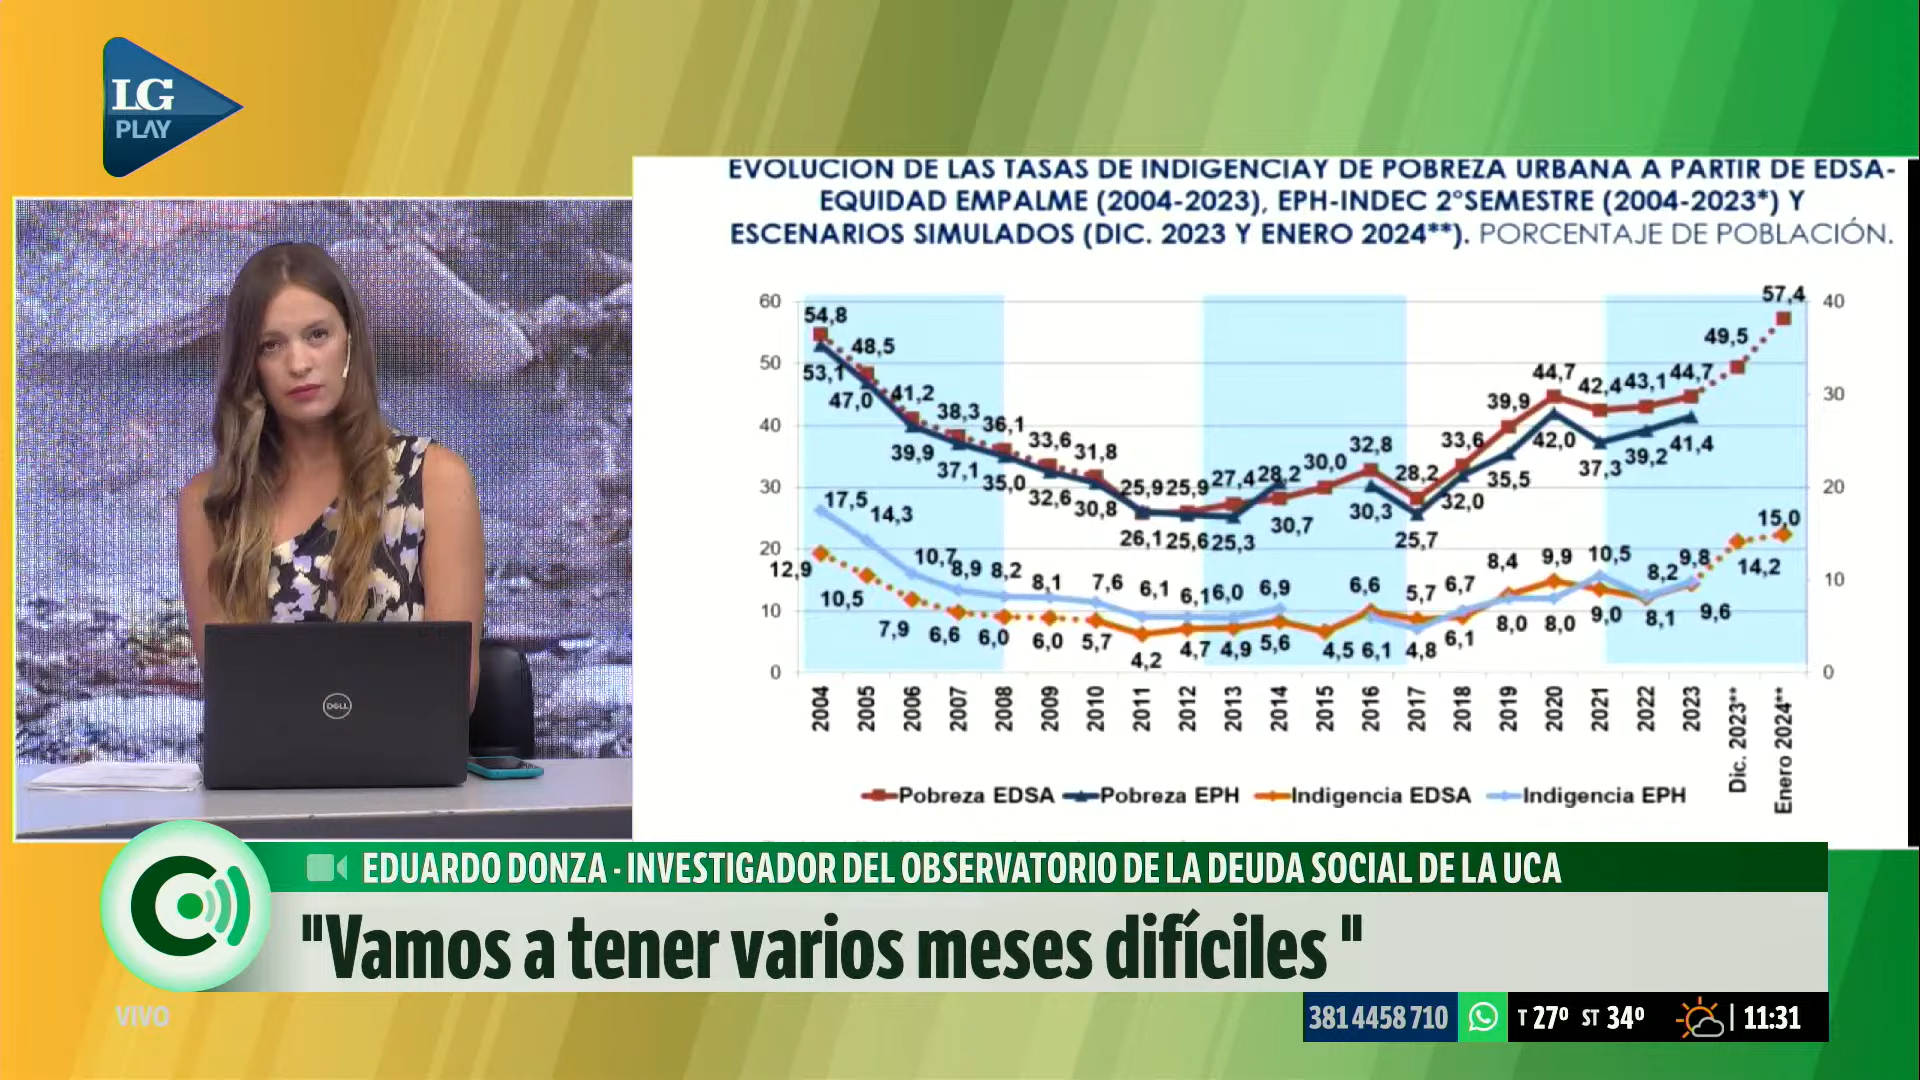 LG
PLAY
EVOLUCION DE LAS TASAS DE INDIGENCIAY DE POBREZA URBANA A PARTIR DE EDSA-
EQUIDAD EMPALME (2004-2023), EPH-INDEC 2°SEMESTRE (2004-2023*) Y
ESCENARIOS SIMULADOS (DIC. 2023 Y ENERO 2024**). PORCENTAJE DE POBLACIÓN.
60 50 40 30 20 10 0
40 30 20 10 0
54,8 48,5 41,2 38,3 36,1 33,6 31,8 25,9 25,9 27,4 28,2 30,0 32,8 28,2 33,6 39,9 44,7 42,4 43,1 44,7 49,5 57,4
53,1 47,0 39,9 37,1 35,0 32,6 30,8 26,1 25,6 25,3 30,7 30,3 25,7 32,0 35,5 42,0 37,3 39,2 41,4
17,5 14,3 10,7 8,9 8,2 8,1 7,6 6,1 6,1 6,0 6,9 6,6 5,7 6,7 8,4 9,9 10,5 8,2 9,8 14,2 15,0
12,9 10,5 7,9 6,6 6,0 6,0 5,7 4,2 4,7 4,9 5,6 4,5 6,1 4,8 6,1 8,0 8,0 9,0 8,1 9,6
2004 2005 2006 2007 2008 2009 2010 2011 2012 2013 2014 2015 2016 2017 2018 2019 2020 2021 2022 2023 Dic. 2023** Enero 2024**
Pobreza EDSA Pobreza EPH Indigencia EDSA Indigencia EPH
DELL
EDUARDO DONZA - INVESTIGADOR DEL OBSERVATORIO DE LA DEUDA SOCIAL DE LA UCA
"Vamos a tener varios meses difíciles "
VIVO
381 4458 710 T 27º ST 34º 11:31